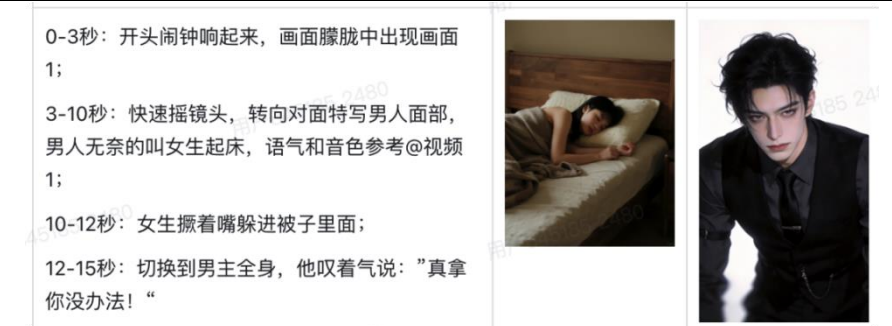 0-3秒：开头闹钟响起来，画面朦胧中出现画面
1；
3-10秒：快速摇镜头，转向对面特写男人面部，
男人无奈的叫女生起床，语气和音色参考@视频
1；
10-12秒：女生撅着嘴躲进被子里面；
12-15秒：切换到男主全身，他叹着气说：”真拿
你没办法！“